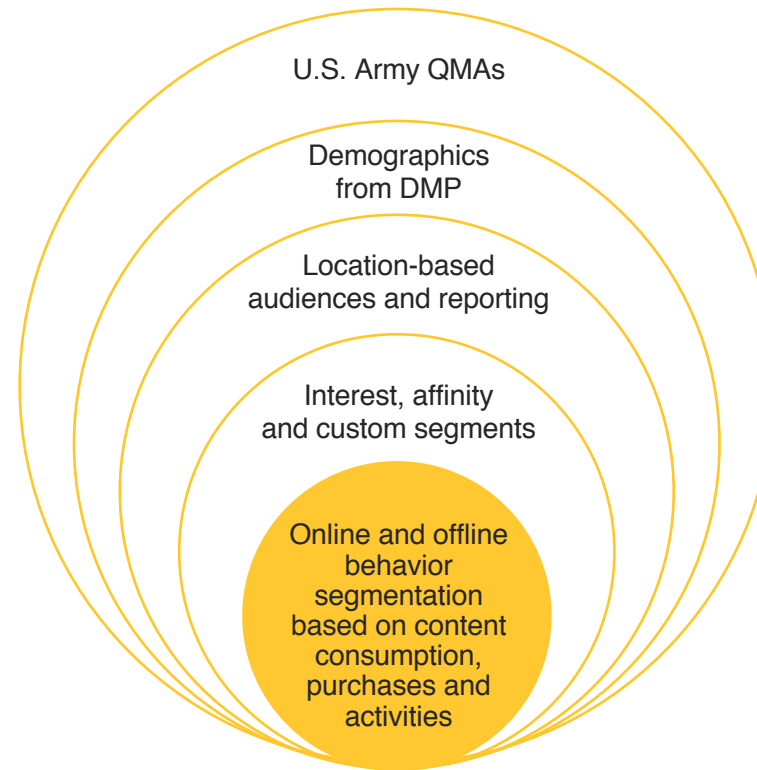 U.S. Army QMAs
Demographics
from DMP
Location-based
audiences and reporting
Interest, affinity
and custom segments
Online and offline
behavior
segmentation
based on content
consumption,
purchases and
activities